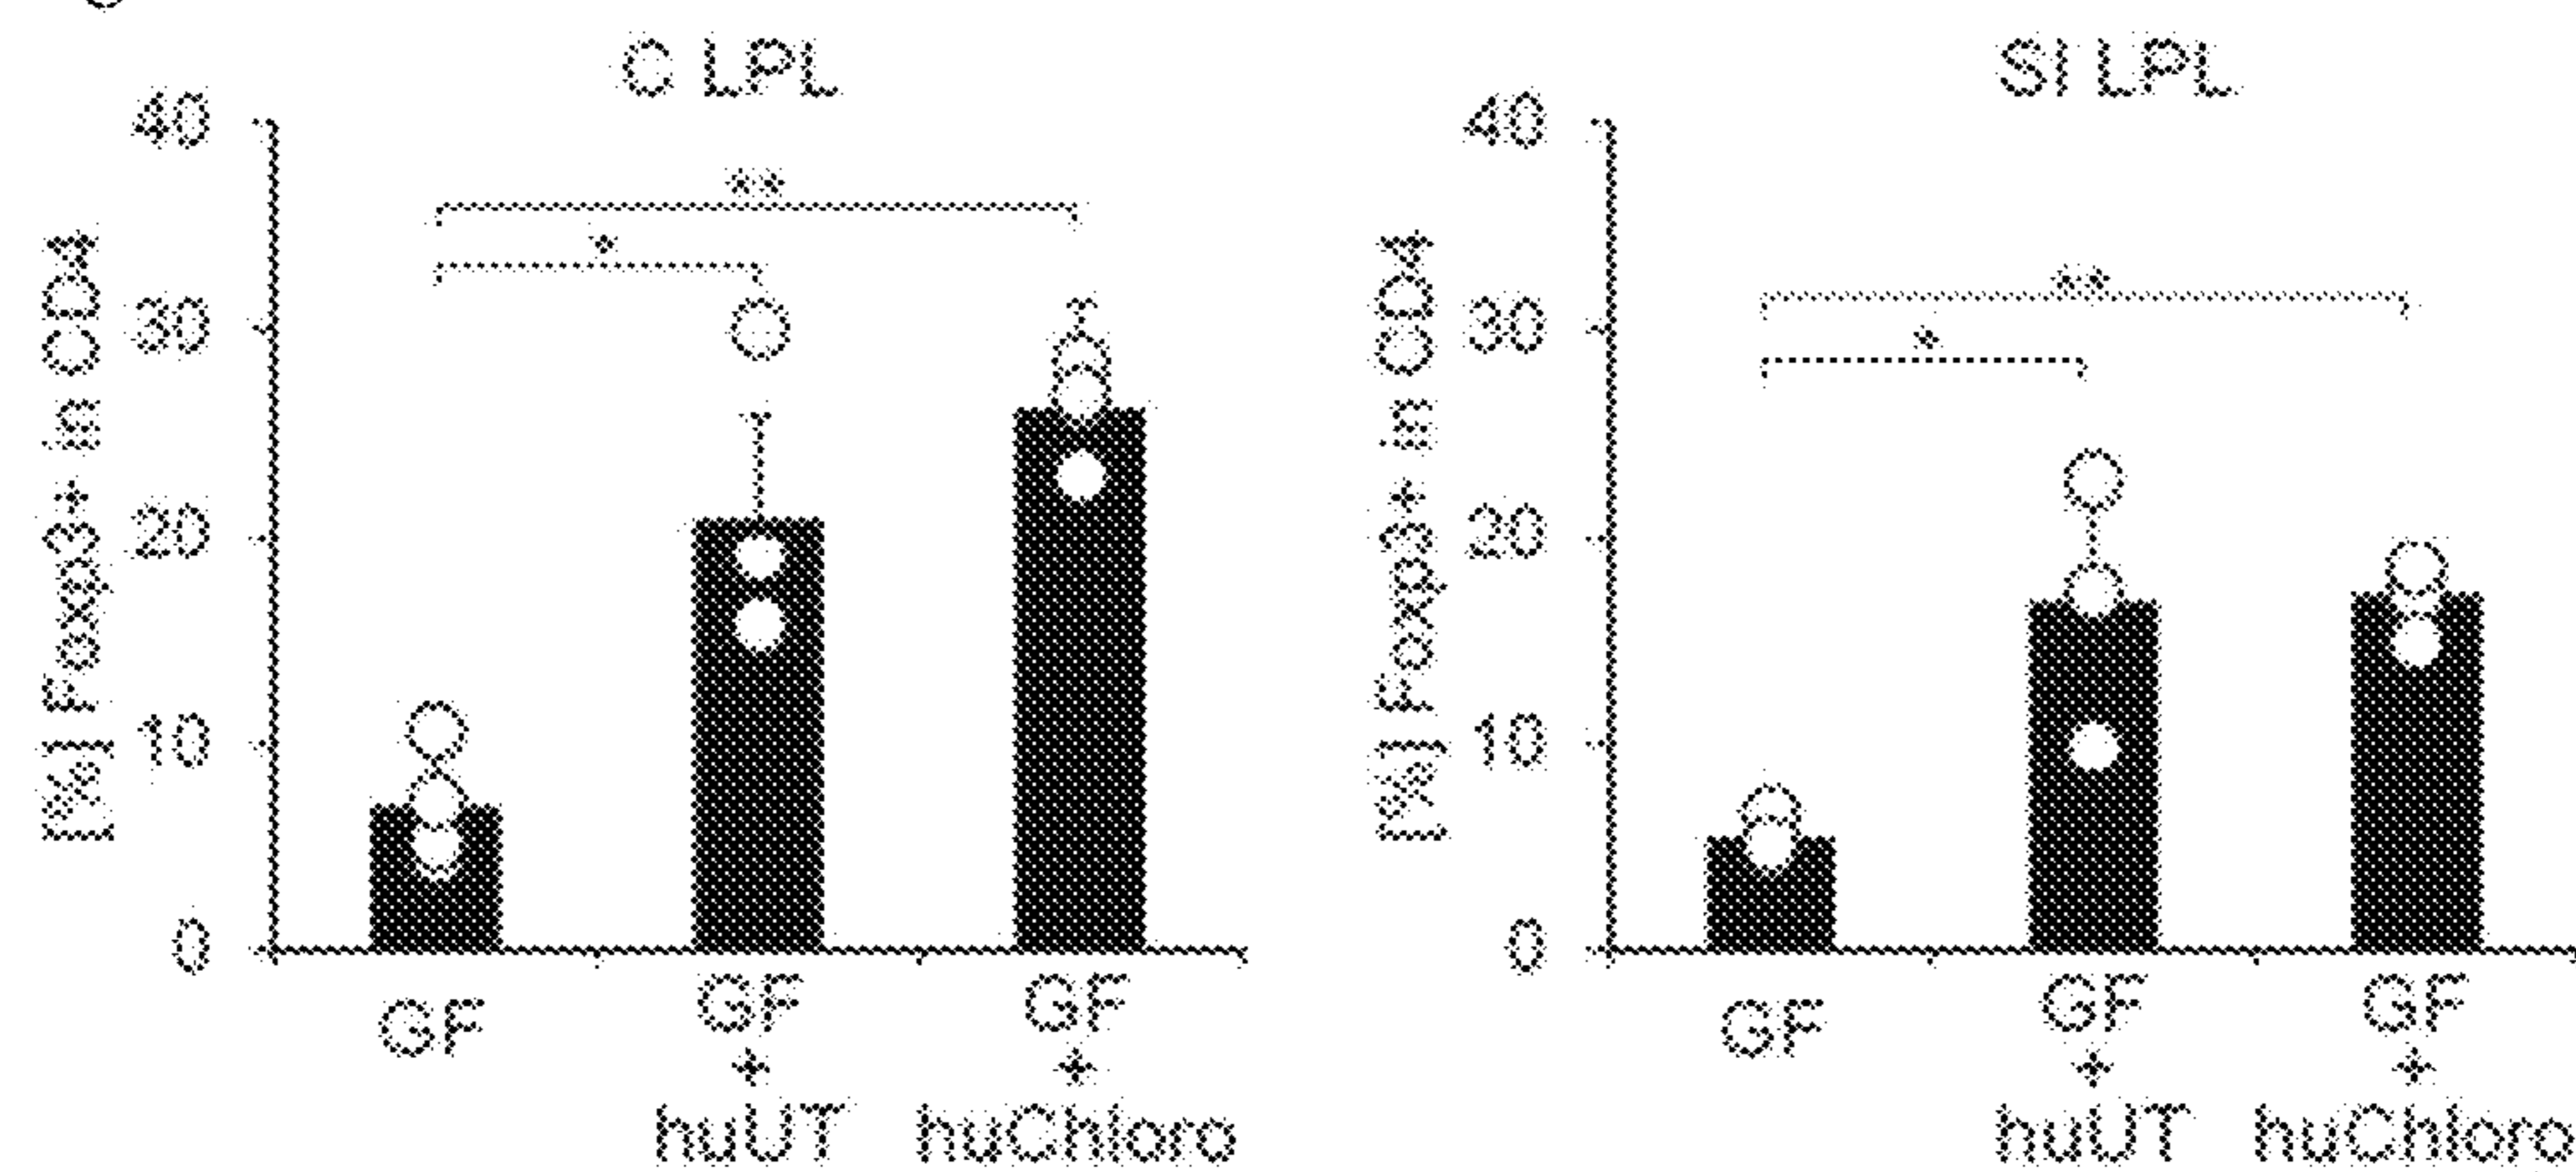 C LPL
[%] Foxp3+ in CD4
40
30
20
10
0
**
*
GF
GF
+
huUT
GF
+
huChloro
SI LPL
[%] Foxp3+ in CD4
40
30
20
10
0
**
*
GF
GF
+
huUT
GF
+
huChloro